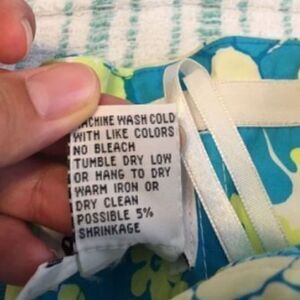 MACHINE WASH COLD
WITH LIKE COLORS
NO BLEACH
TUMBLE DRY LOW
OR HANG TO DRY
WARM IRON OR
DRY CLEAN
POSSIBLE 5%
SHRINKAGE